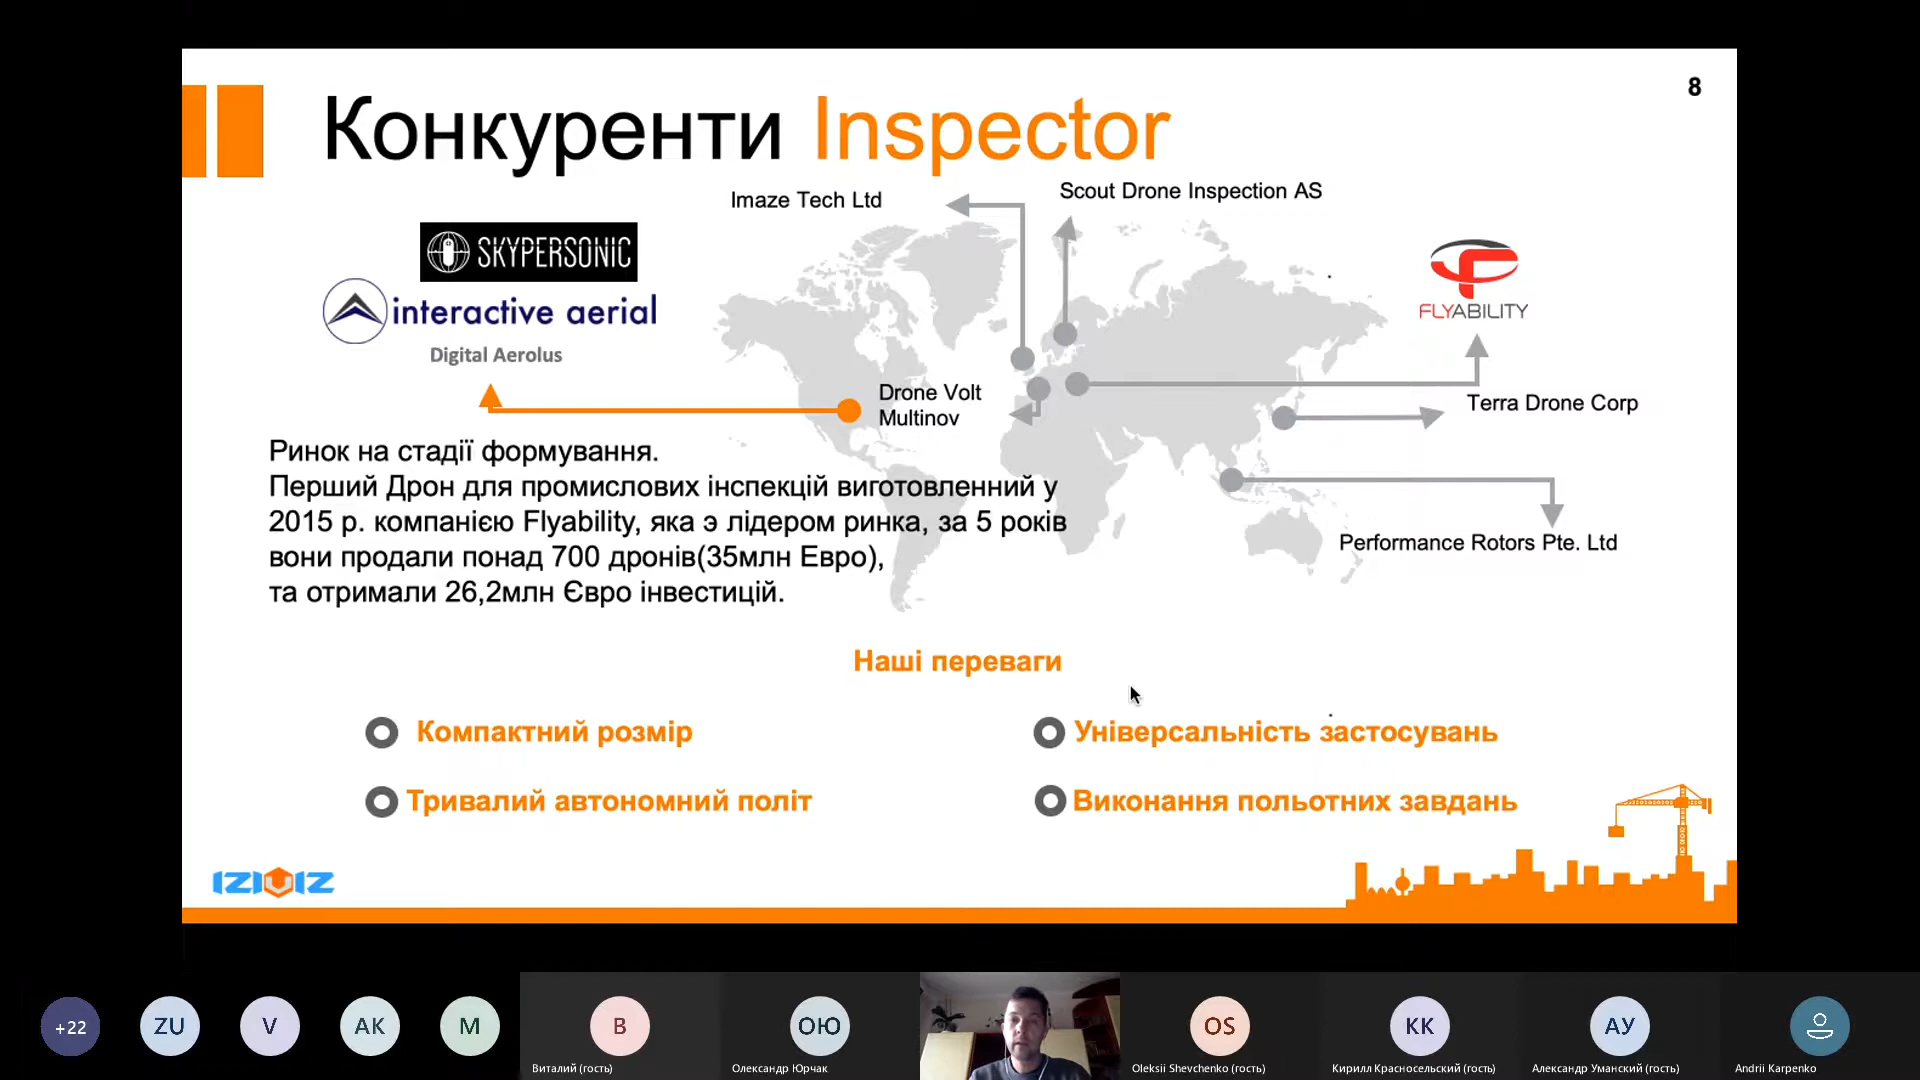 8
Конкуренти Inspector
Imaze Tech Ltd
Scout Drone Inspection AS
SKYPERSONIC
interactive aerial
Digital Aerolus
FLYABILITY
Drone Volt
Multinov
Terra Drone Corp
Performance Rotors Pte. Ltd
Ринок на стадії формування.
Перший Дрон для промислових інспекцій виготовленний у
2015 р. компанією Flyability, яка э лідером ринка, за 5 років
вони продали понад 700 дронів(35млн Евро),
та отримали 26,2млн Євро інвестицій.
Наші переваги
Компактний розмір
Універсальність застосувань
Тривалий автономний політ
Виконання польотних завдань
IZIVIZ
+22
ZU
V
AK
M
В
Виталий (гость)
ОЮ
Олександр Юрчак
OS
Oleksii Shevchenko (гость)
КК
Кирилл Красносельский (гость)
АУ
Александр Уманский (гость)
Andrii Karpenko